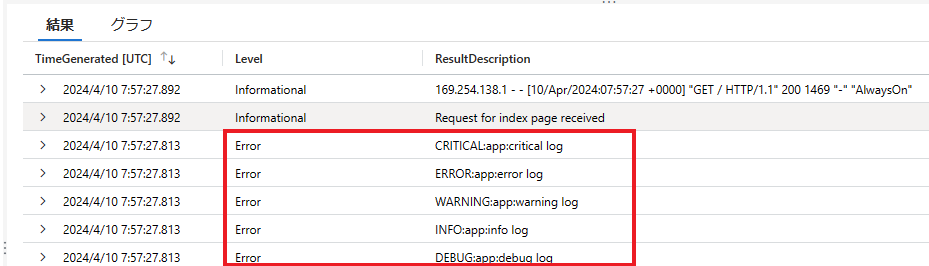 結果 グラフ
TimeGenerated [UTC] Level ResultDescription
2024/4/10 7:57:27.892 Informational 169.254.138.1 - - [10/Apr/2024:07:57:27 +0000] "GET / HTTP/1.1" 200 1469 "-" "AlwaysOn"
2024/4/10 7:57:27.892 Informational Request for index page received
2024/4/10 7:57:27.813 Error CRITICAL:app:critical log
2024/4/10 7:57:27.813 Error ERROR:app:error log
2024/4/10 7:57:27.813 Error WARNING:app:warning log
2024/4/10 7:57:27.813 Error INFO:app:info log
2024/4/10 7:57:27.813 Error DEBUG:app:debug log